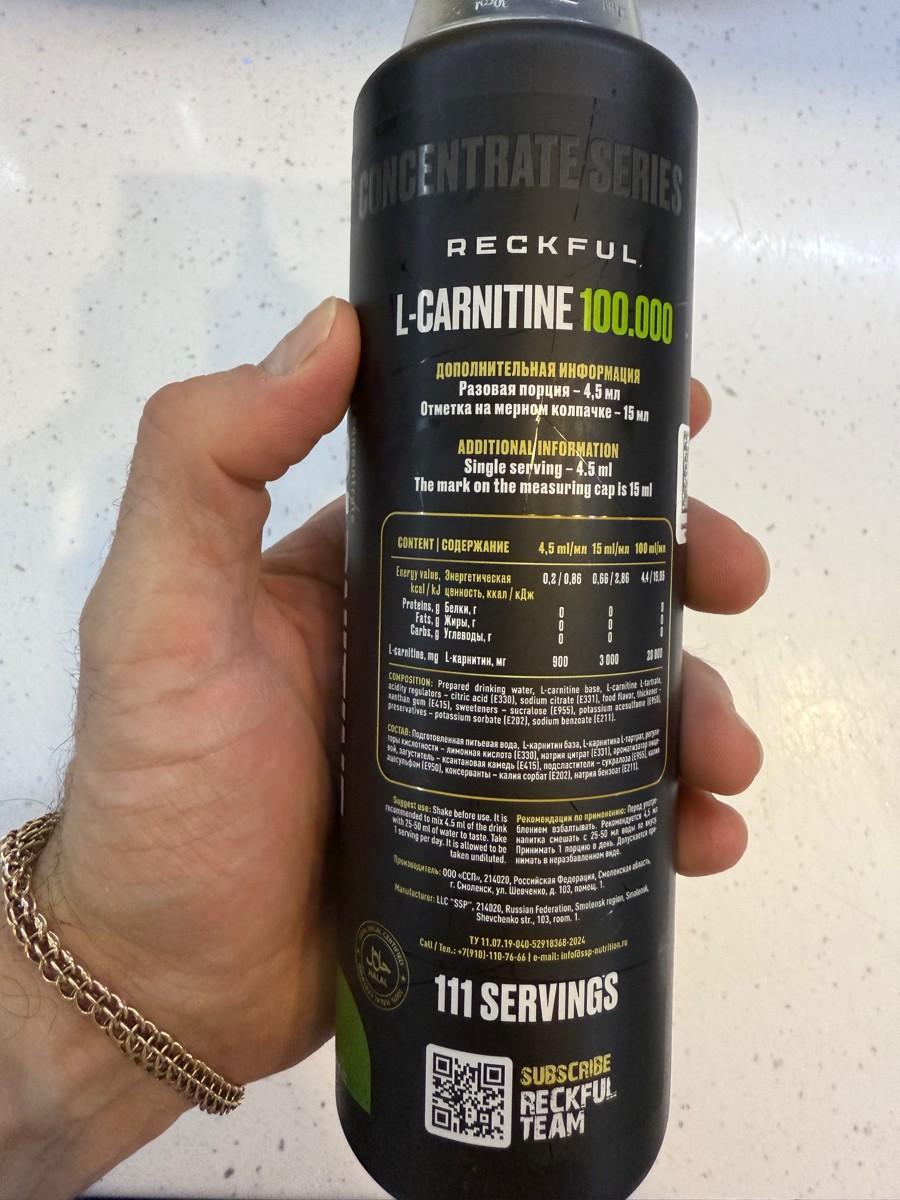 CONCENTRATE SERIES
RECKFUL
L-CARNITINE 100.000
ДОПОЛНИТЕЛЬНАЯ ИНФОРМАЦИЯ
Разовая порция – 4,5 мл
Отметка на мерном колпачке – 15 мл
ADDITIONAL INFORMATION
Single serving – 4.5 ml
The mark on the measuring cap is 15 ml
CONTENT | СОДЕРЖАНИЕ 4,5 ml/мл 15 ml/мл 100 ml/мл
Energy value, Энергетическая 0,2 / 0,86 0,66 / 2,86 4,4 /
kcal / kJ ценность, ккал / кДж
Proteins, g Белки, г 0 0 0
Fats, g Жиры, г 0 0 0
Carbs, g Углеводы, г 0 0 0
L-carnitine, mg L-карнитин, мг 900 3 000 20 000
COMPOSITION: Prepared drinking water, L-carnitine base, L-carnitine L-tartrate,
acidity regulators – citric acid (E330), sodium citrate (E331), food flavor, thickener -
xanthan gum (E415), sweeteners – sucralose (E955), potassium acesulfame (E950),
preservatives – potassium sorbate (E202), sodium benzoate (E211).
СОСТАВ: Подготовленная питьевая вода, L-карнитин база, L-карнитина L-тартрат, регуля-
торы кислотности – лимонная кислота (E330), натрия цитрат (E331), ароматизатор пище-
вой, загуститель – ксантановая камедь (E415), подсластители – сукралоза (E955), калия
ацесульфам (E950), консерванты – калия сорбат (E202), натрия бензоат (E211).
Suggest use: Shake before use. It is
recommended to mix 4.5 ml of the drink
with 25-50 ml of water to taste. Take
1 serving per day. It is allowed to be
taken undiluted.
Рекомендации по применению: Перед употре-
блением взбалтывать. Рекомендуется 4,5 мл
напитка смешать с 25-50 мл воды по вкусу.
Принимать 1 порцию в день. Допускается при-
нимать в неразбавленном виде.
Производитель: ООО «ССП», 214020, Российская Федерация, Смоленская область,
г. Смоленск, ул. Шевченко, д. 103, помещ. 1.
Manufacturer: LLC "SSP", 214020, Russian Federation, Smolensk region, Smolensk,
Shevchenko str., 103, room. 1.
ТУ 11.07.19-040-52918368-2024
Call / Тел.: +7(910)-110-76-66 | e-mail: info@ssp-nutrition.ru
حلال
HALAL
111 SERVINGS
SUBSCRIBE
RECKFUL
TEAM